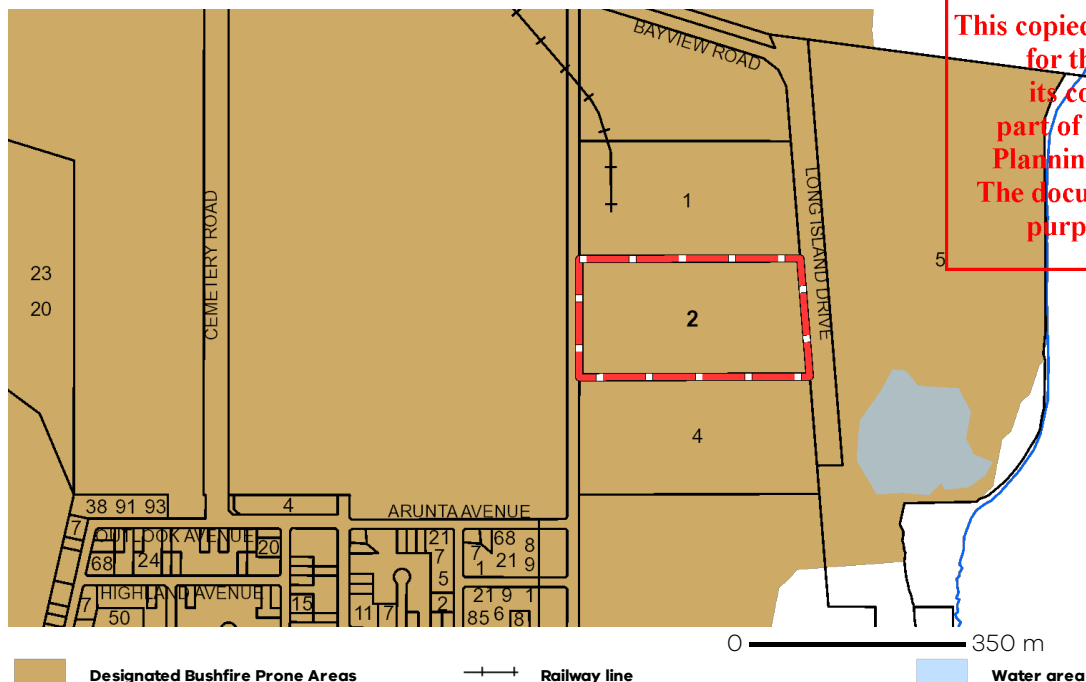 This copied
for th
its co
part of
Plannin
The docu
purp
BAYVIEW ROAD
CEMETERY ROAD
LONG ISLAND DRIVE
1
23
20
5
2
4
38 91 93
4
ARUNTA AVENUE
7
OUTLOOK AVENUE
20
68
24
21
7
5
2
68
7
1
21
8
9
HIGHLAND AVENUE
7
50
15
11
7
21 9 1
85 6
8
0
350 m
Designated Bushfire Prone Areas
Railway line
Water area